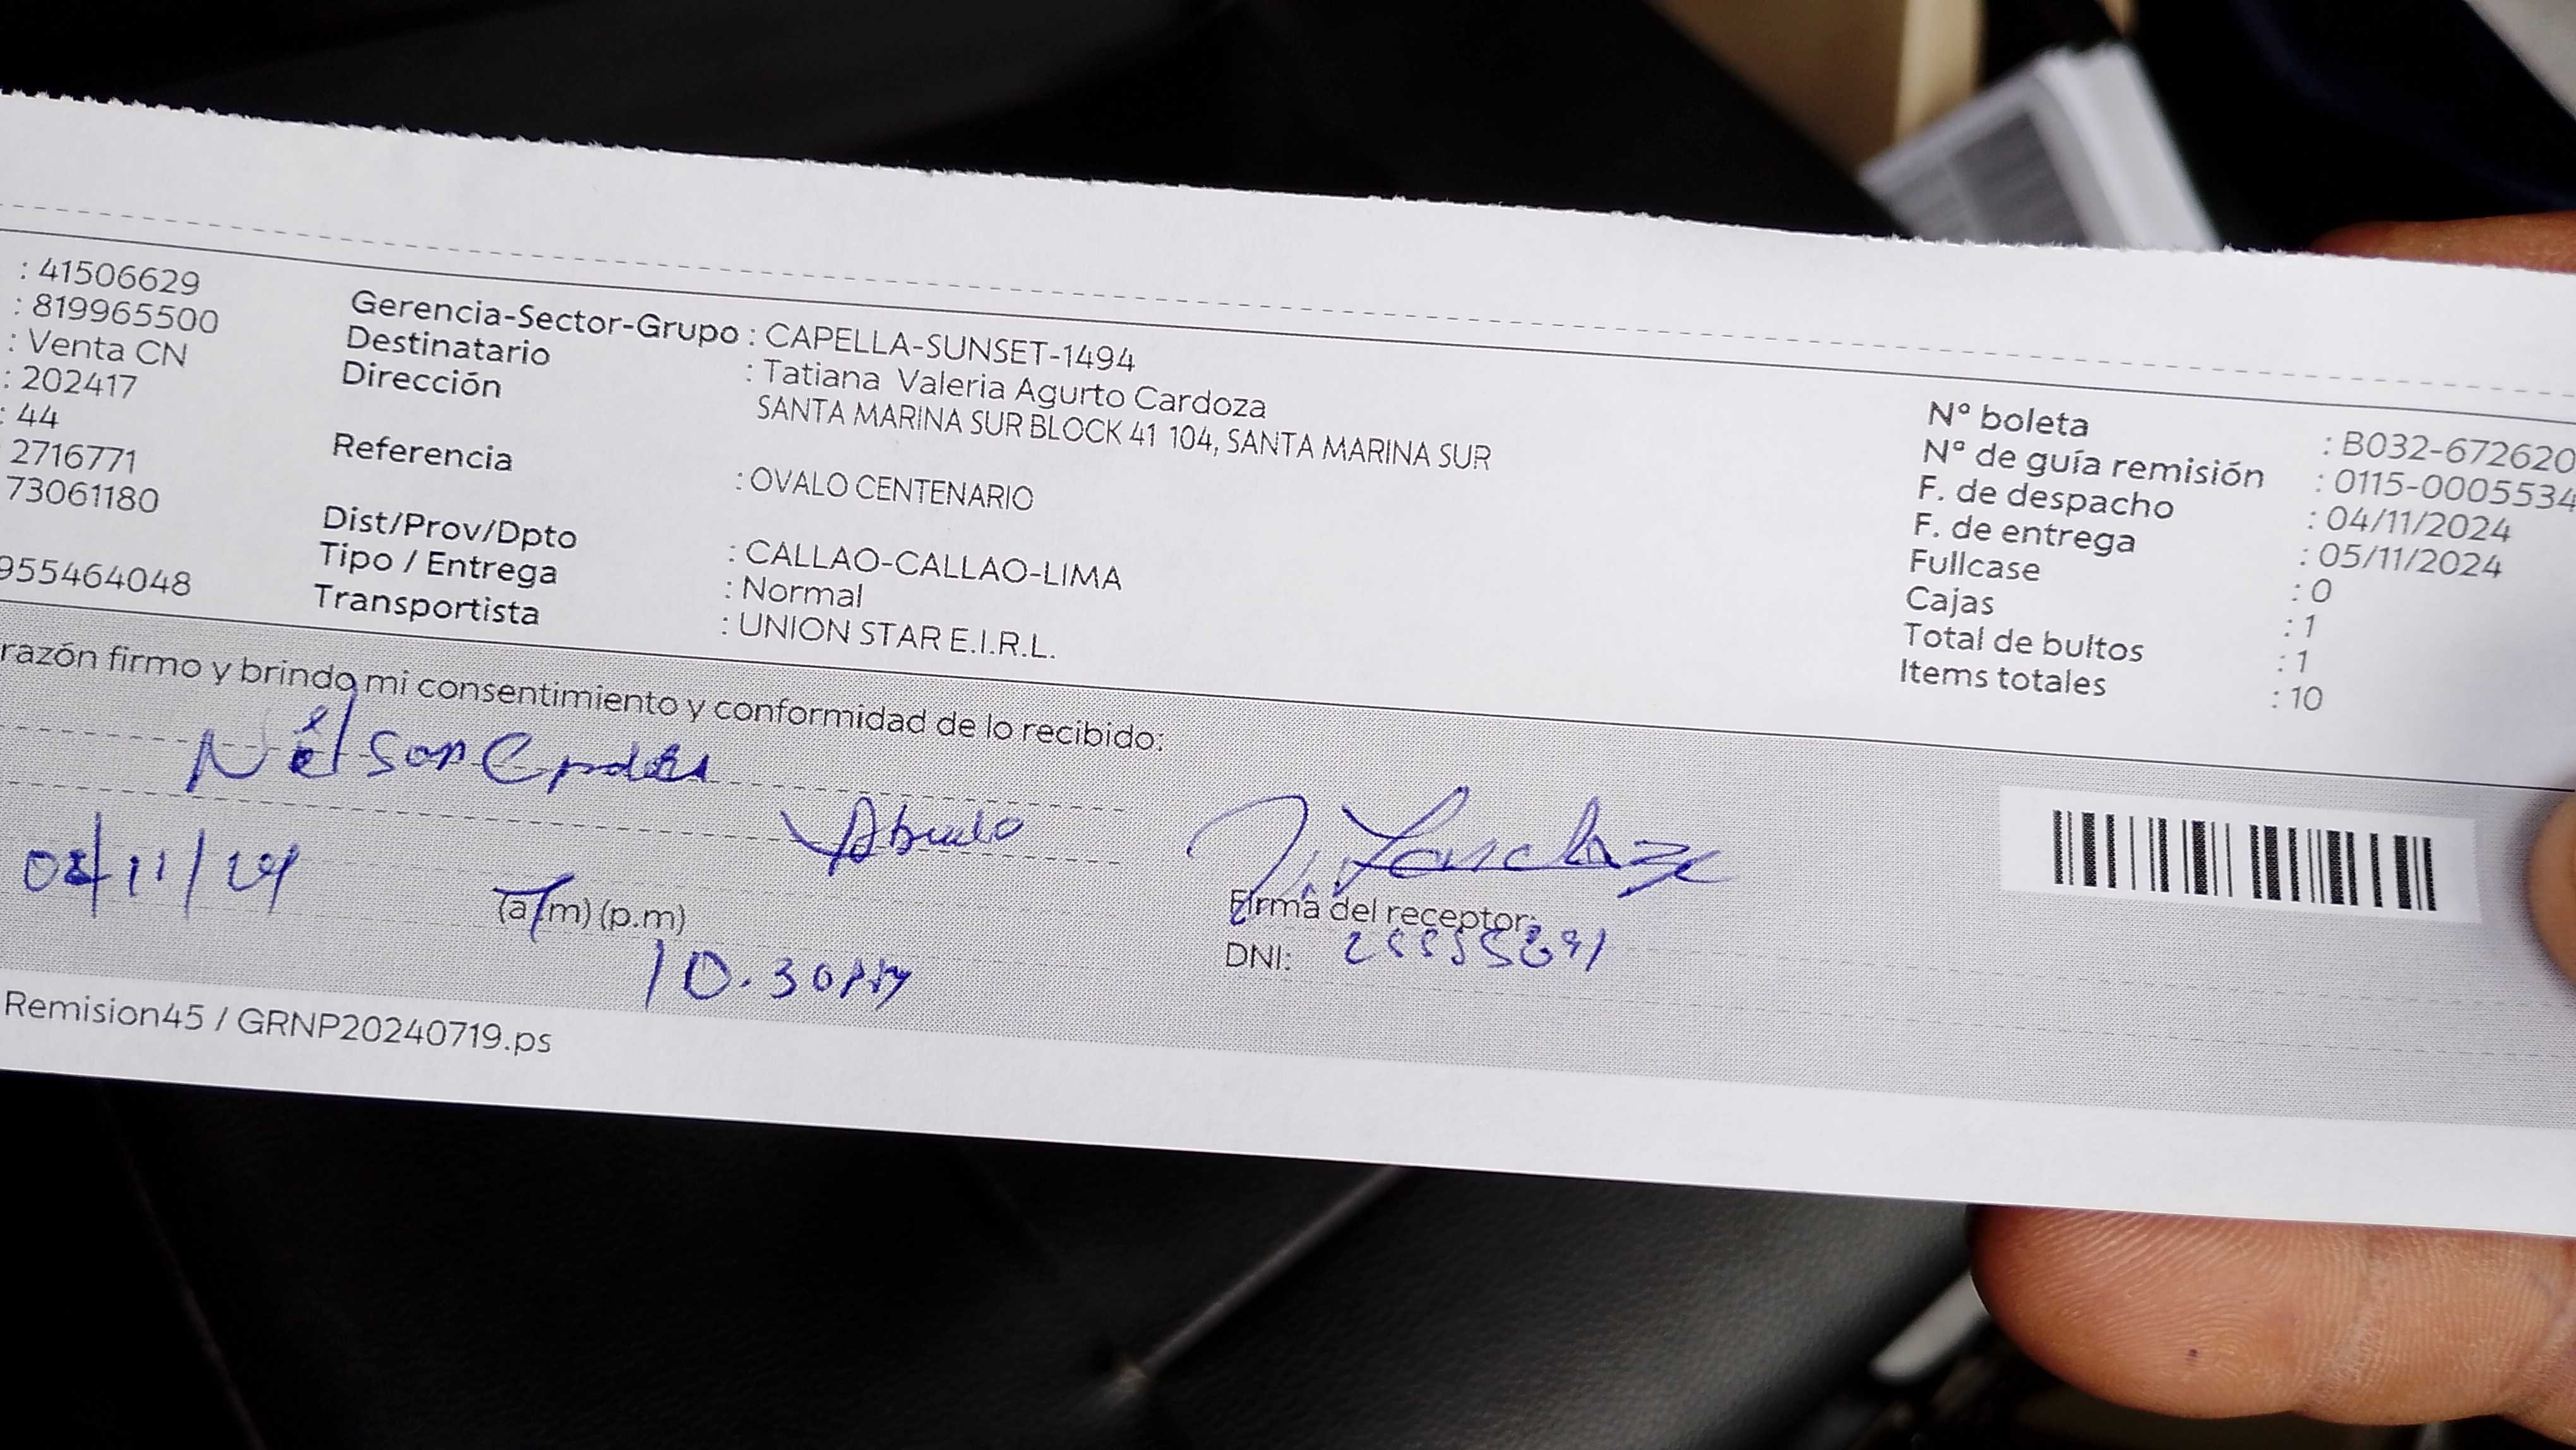 : 41506629
: 819965500
: Venta CN
: 202417
: 44
2716771
73061180
955464048
Gerencia-Sector-Grupo : CAPELLA-SUNSET-1494
Destinatario : Tatiana Valeria Agurto Cardoza
Dirección SANTA MARINA SUR BLOCK 41 104, SANTA MARINA SUR
Referencia : OVALO CENTENARIO
Dist/Prov/Dpto : CALLAO-CALLAO-LIMA
Tipo / Entrega : Normal
Transportista : UNION STAR E.I.R.L.
Nº boleta : B032-672620
Nº de guía remisión : 0115-0005534
F. de despacho : 04/11/2024
F. de entrega : 05/11/2024
Fullcase : 0
Cajas : 1
Total de bultos : 1
Items totales : 10
razón firmo y brindo mi consentimiento y conformidad de lo recibido:
Nelson
Abuelo
(a.m) (p.m)
10.30
Firma del receptor:
DNI:
Remision45 / GRNP20240719.ps